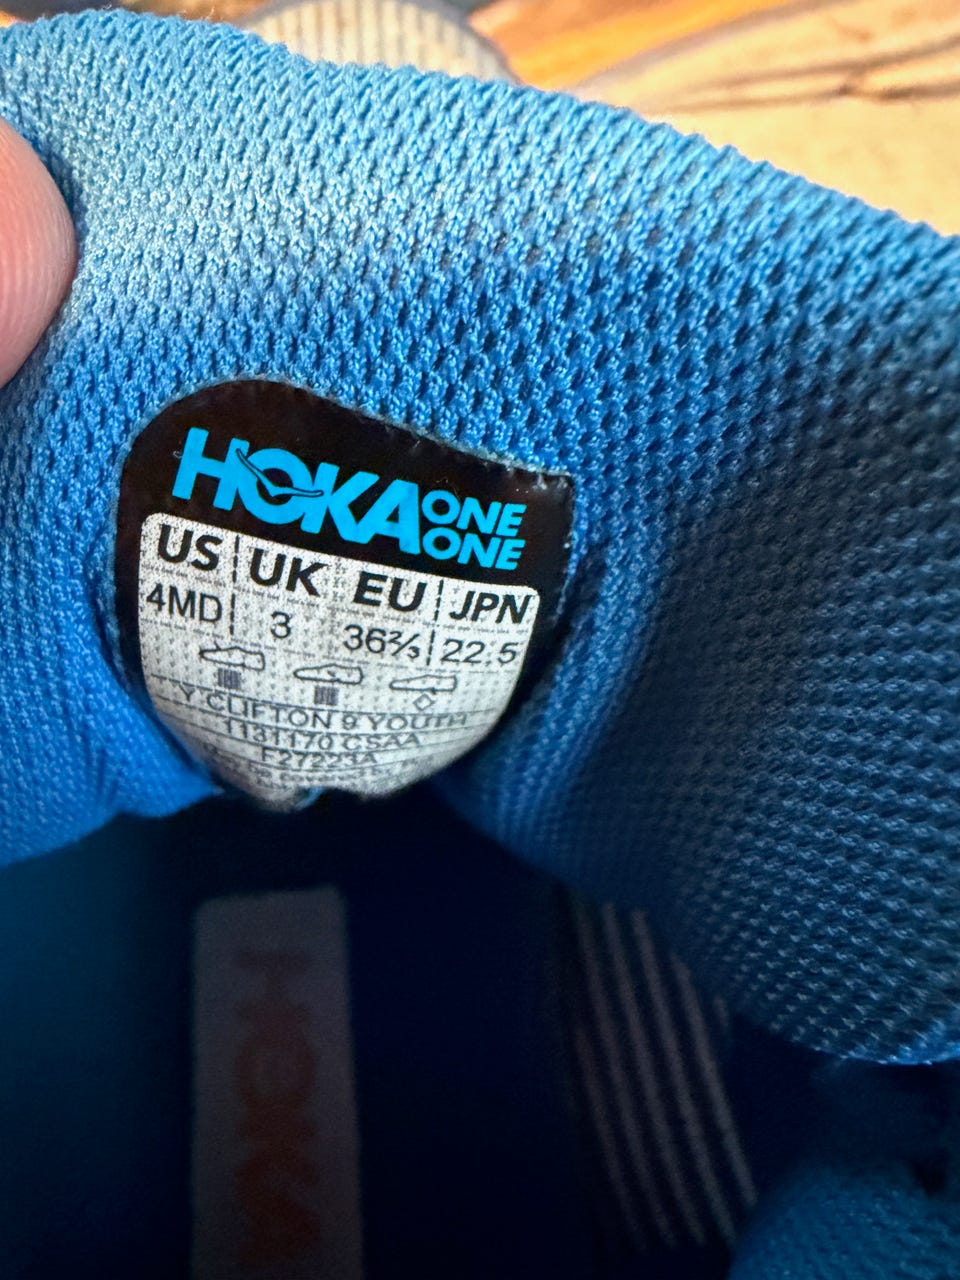 HOKA ONE ONE
US UK EU JPN
4MD 3 36⅔ 22.5
Y CLIFTON 9 YOUTH
1131170 CSAA
F27223A
HOKA